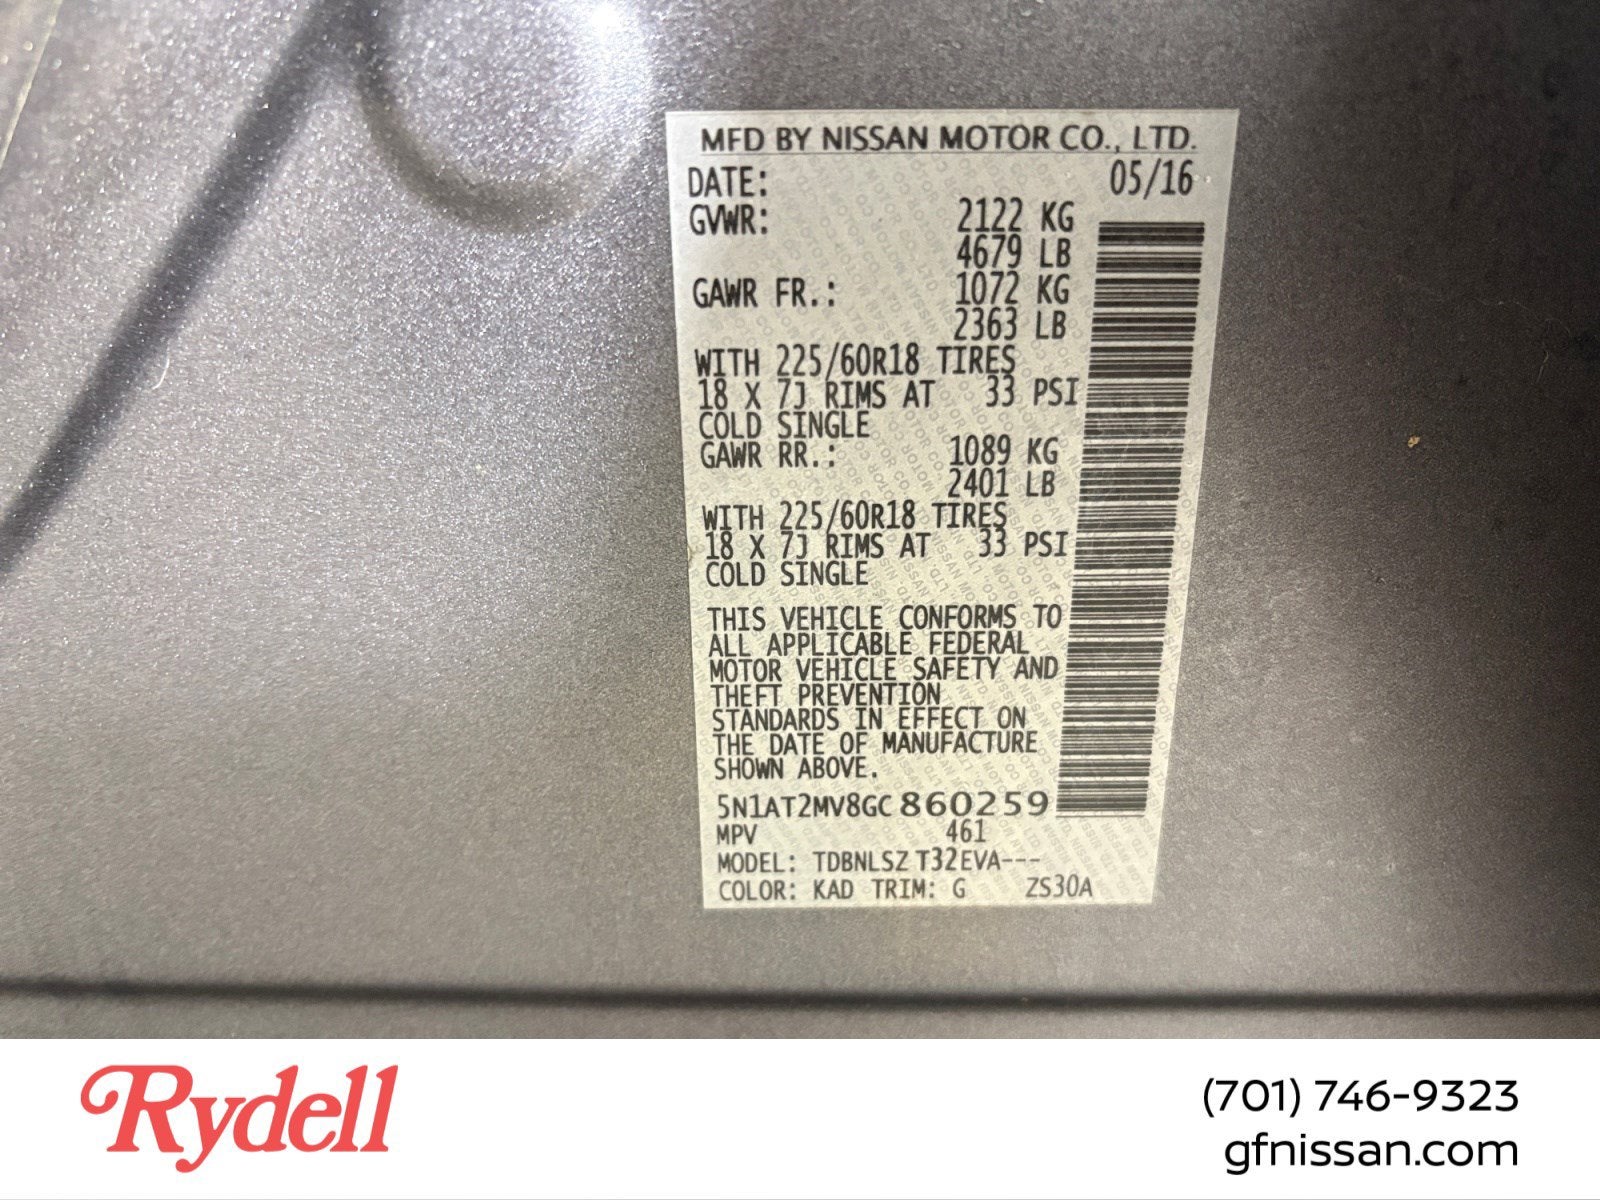 MFD BY NISSAN MOTOR CO., LTD.
DATE: 05/16
GVWR: 2122 KG
4679 LB
GAWR FR.: 1072 KG
2363 LB
WITH 225/60R18 TIRES
18 X 7J RIMS AT 33 PSI
COLD SINGLE
GAWR RR.: 1089 KG
2401 LB
WITH 225/60R18 TIRES
18 X 7J RIMS AT 33 PSI
COLD SINGLE
THIS VEHICLE CONFORMS TO
ALL APPLICABLE FEDERAL
MOTOR VEHICLE SAFETY AND
THEFT PREVENTION
STANDARDS IN EFFECT ON
THE DATE OF MANUFACTURE
SHOWN ABOVE.
5N1AT2MV8GC860259
MPV 461
MODEL: TDBNLSZ T32EVA---
COLOR: KAD TRIM: G ZS30A
Rydell
(701) 746-9323
gfnissan.com